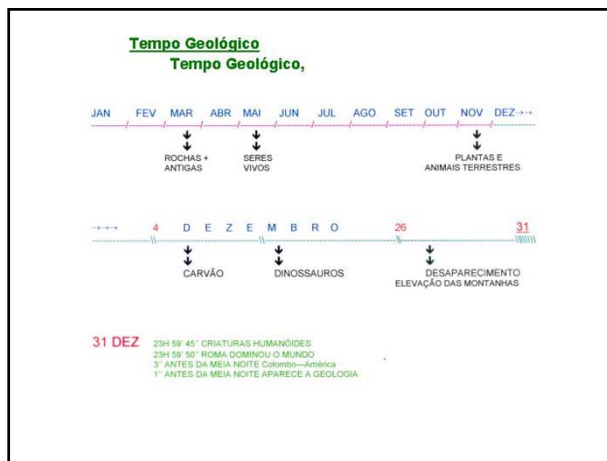 Tempo Geológico
Tempo Geológico,
JAN FEV MAR ABR MAI JUN JUL AGO SET OUT NOV DEZ
ROCHAS + SERES PLANTAS E
ANTIGAS VIVOS ANIMAIS TERRESTRES
4 D E Z E M B R O 26 31
CARVÃO DINOSSAUROS DESAPARECIMENTO
ELEVAÇÃO DAS MONTANHAS
31 DEZ 23H 59' 45'' CRIATURAS HUMANÓIDES
23H 59' 50'' ROMA DOMINOU O MUNDO
3'' ANTES DA MEIA NOITE Colombo—América
1'' ANTES DA MEIA NOITE APARECE A GEOLOGIA